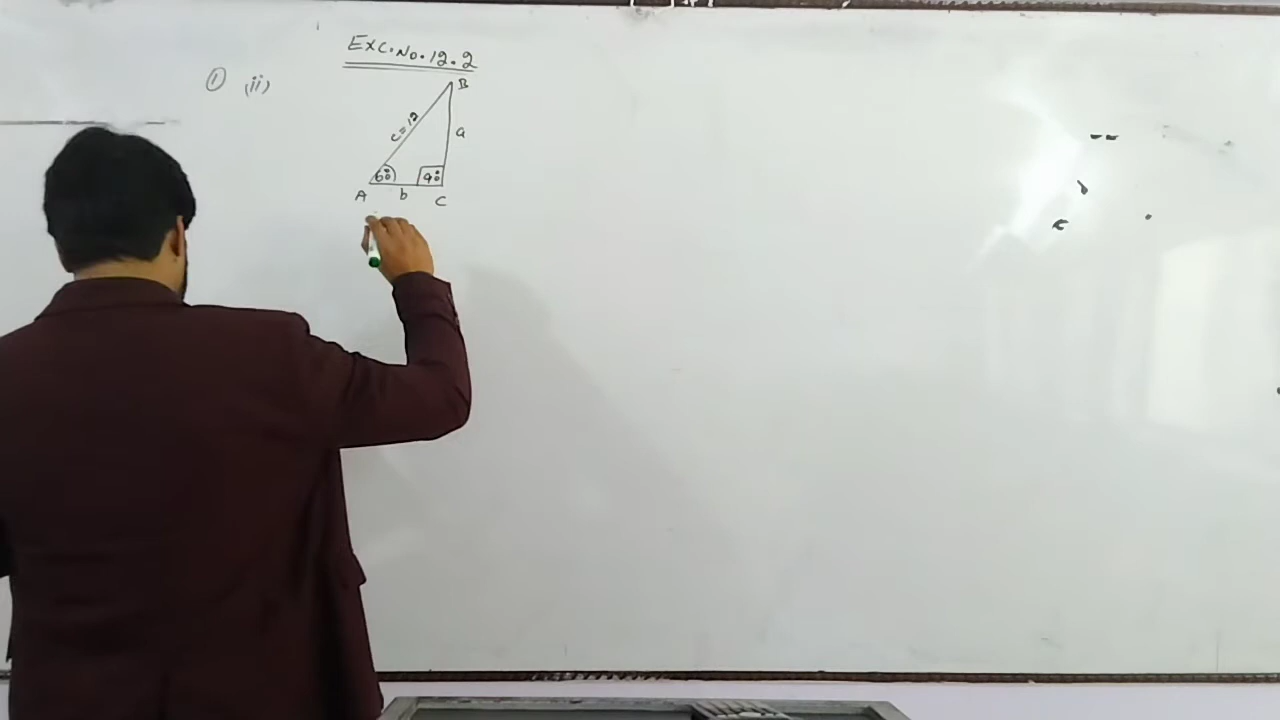 Exc. No. 12.2
① (ii)
B
c = 12
a
60°
90°
A
b
C